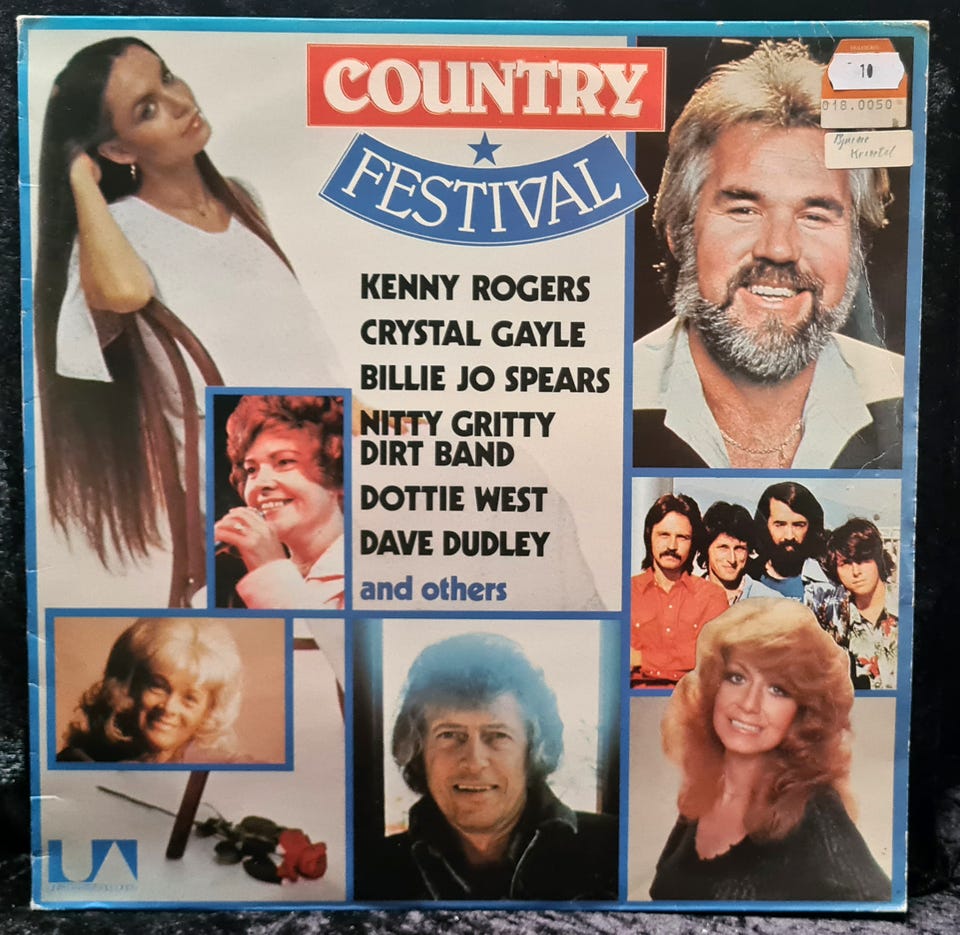 COUNTRY
FESTIVAL
KENNY ROGERS
CRYSTAL GAYLE
BILLIE JO SPEARS
NITTY GRITTY
DIRT BAND
DOTTIE WEST
DAVE DUDLEY
and others
10
018.0050
UA